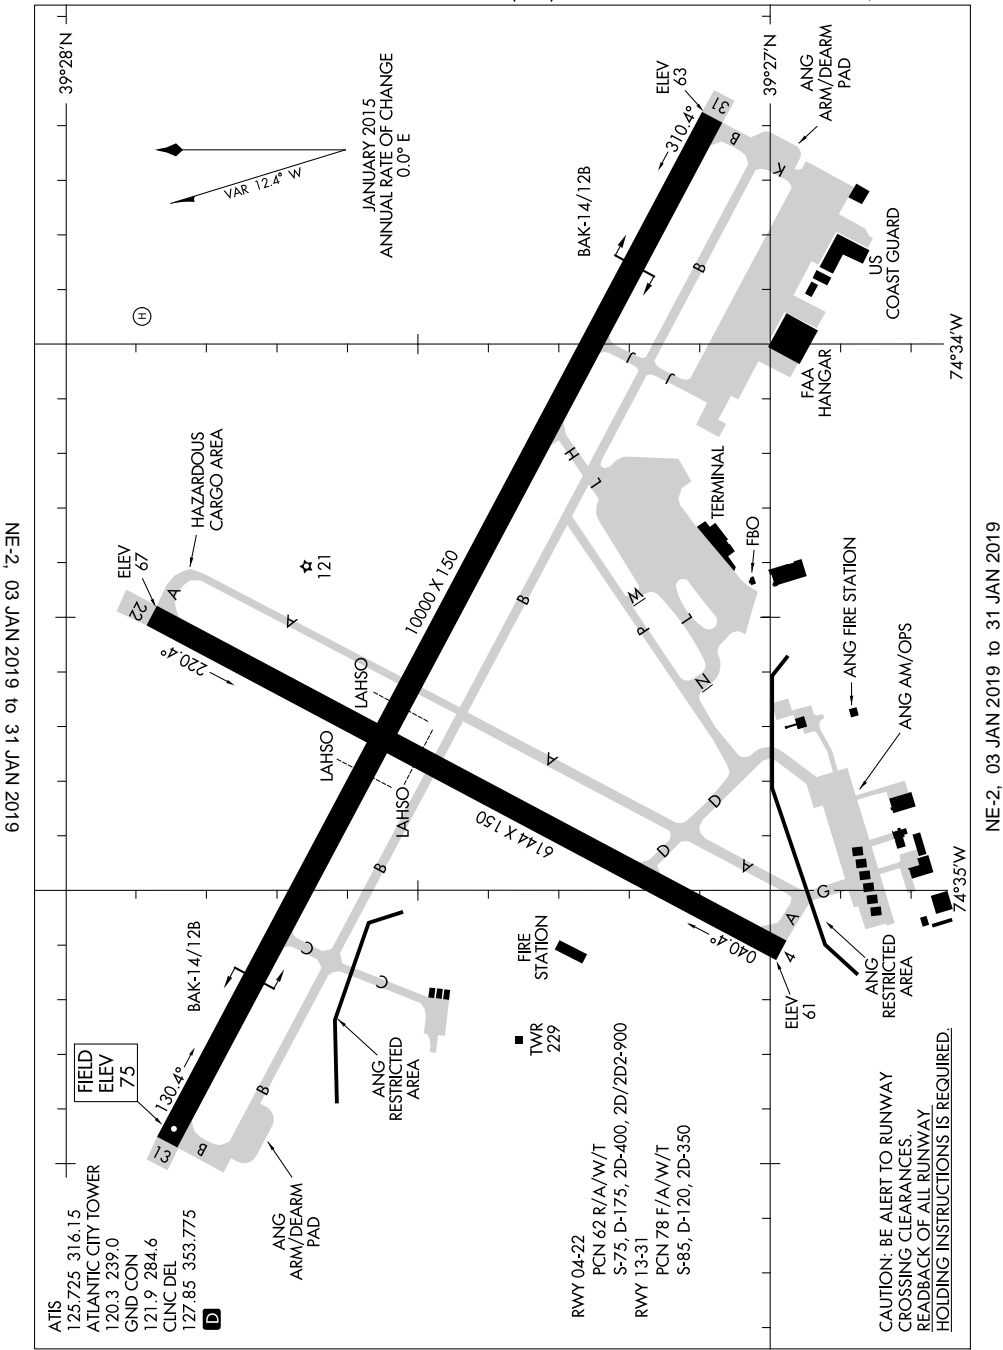 ATIS
125.725 316.15
ATLANTIC CITY TOWER
120.3 239.0
GND CON
121.9 284.6
CLNC DEL
127.85 353.775
D
FIELD
ELEV
75
130.4°
13
B
B
ANG
ARM/DEARM
PAD
BAK-14/12B
C
C
ANG
RESTRICTED
AREA
B
TWR
229
FIRE
STATION
RWY 04-22
PCN 62 R/A/W/T
S-75, D-175, 2D-400, 2D/2D2-900
RWY 13-31
PCN 78 F/A/W/T
S-85, D-120, 2D-350
CAUTION: BE ALERT TO RUNWAY
CROSSING CLEARANCES.
READBACK OF ALL RUNWAY
HOLDING INSTRUCTIONS IS REQUIRED.
ELEV
67
22
220.4°
A
HAZARDOUS
CARGO AREA
A
121
LAHSO
LAHSO
LAHSO
10000 X 150
6144 X 150
B
A
D
D
A
A
G
040.4°
4
ELEV
61
ANG
RESTRICTED
AREA
74°35'W
ANG AM/OPS
ANG FIRE STATION
N
M
P
L
L
H
FBO
TERMINAL
J
J
B
BAK-14/12B
310.4°
31
ELEV
63
B
K
ANG
ARM/DEARM
PAD
US
COAST GUARD
FAA
HANGAR
74°34'W
39°28'N
39°27'N
H
VAR 12.4° W
JANUARY 2015
ANNUAL RATE OF CHANGE
0.0° E
NE-2, 03 JAN 2019 to 31 JAN 2019
NE-2, 03 JAN 2019 to 31 JAN 2019